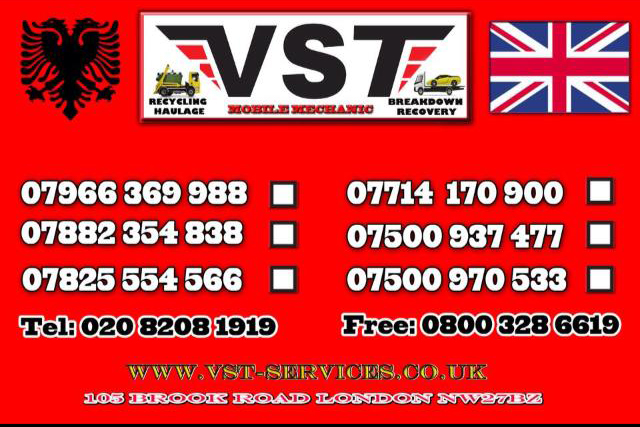 VST
RECYCLING
HAULAGE
MOBILE MECHANIC
BREAKDOWN
RECOVERY
07966 369 988
07714 170 900
07882 354 838
07500 937 477
07825 554 566
07500 970 533
Tel: 020 8208 1919
Free: 0800 328 6619
WWW.VST-SERVICES.CO.UK
105 BROOK ROAD LONDON NW27BZ